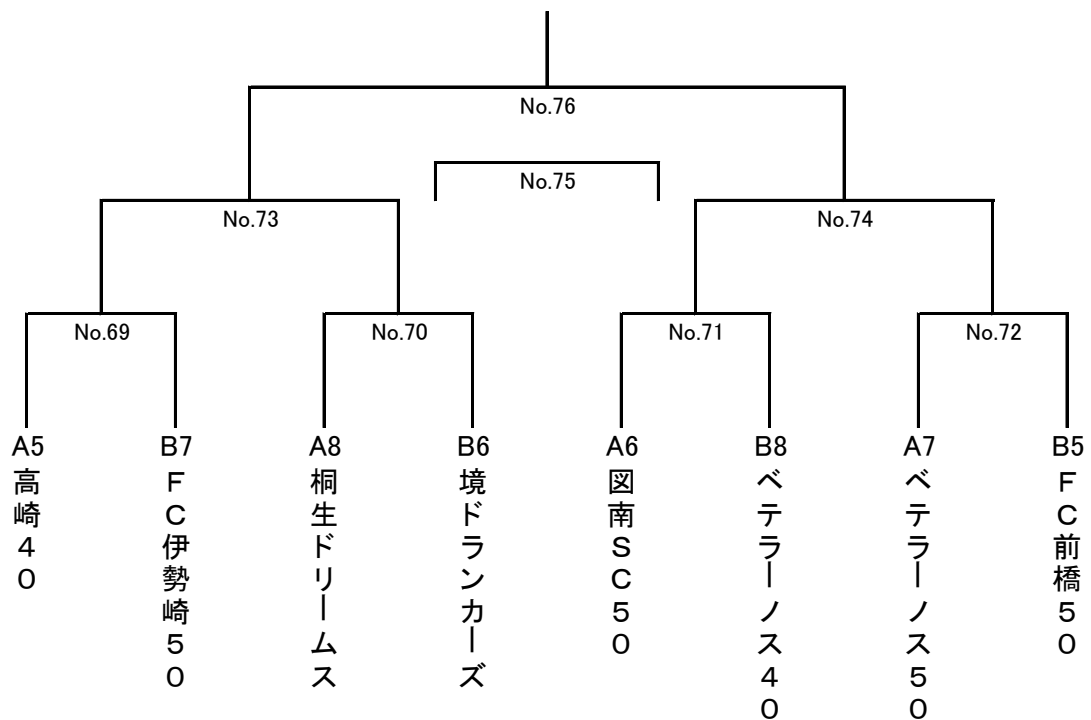 No.76
No.75
No.73
No.74
No.69
No.70
No.71
No.72
A5
B7
A8
B6
A6
B8
A7
B5
高崎40
FC伊勢崎50
桐生ドリームス
境ドランカーズ
図南SC50
ベテラーノス40
ベテラーノス50
FC前橋50